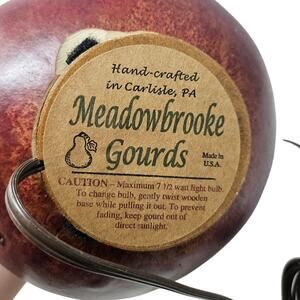 Hand-crafted
in Carlisle, PA
Meadowbrooke
Gourds
Made in
U.S.A.
CAUTION – Maximum 7 1/2 watt light bulb.
To change bulb, gently twist wooden
base while pulling it out. To prevent
fading, keep gourd out of
direct sunlight.